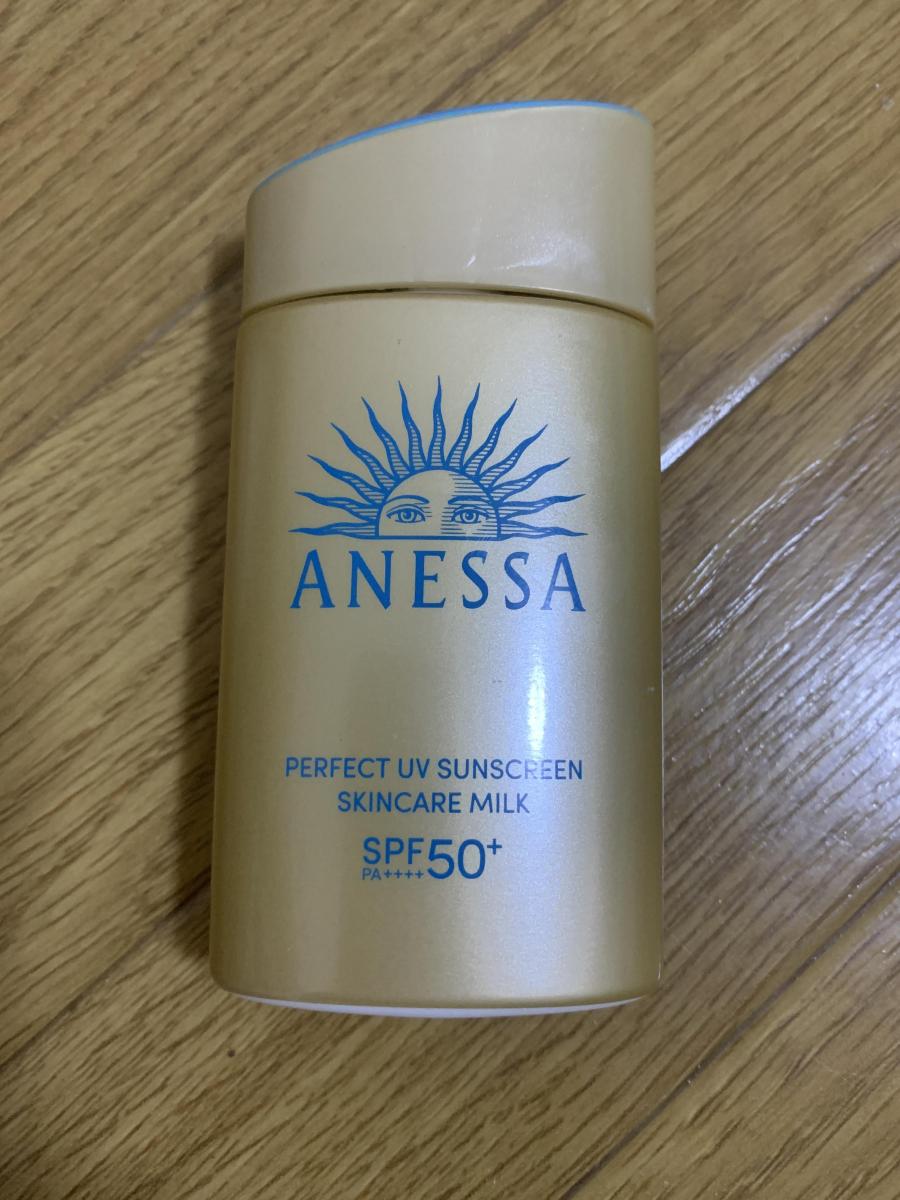 ANESSA
PERFECT UV SUNSCREEN
SKINCARE MILK
SPF50+
PA++++